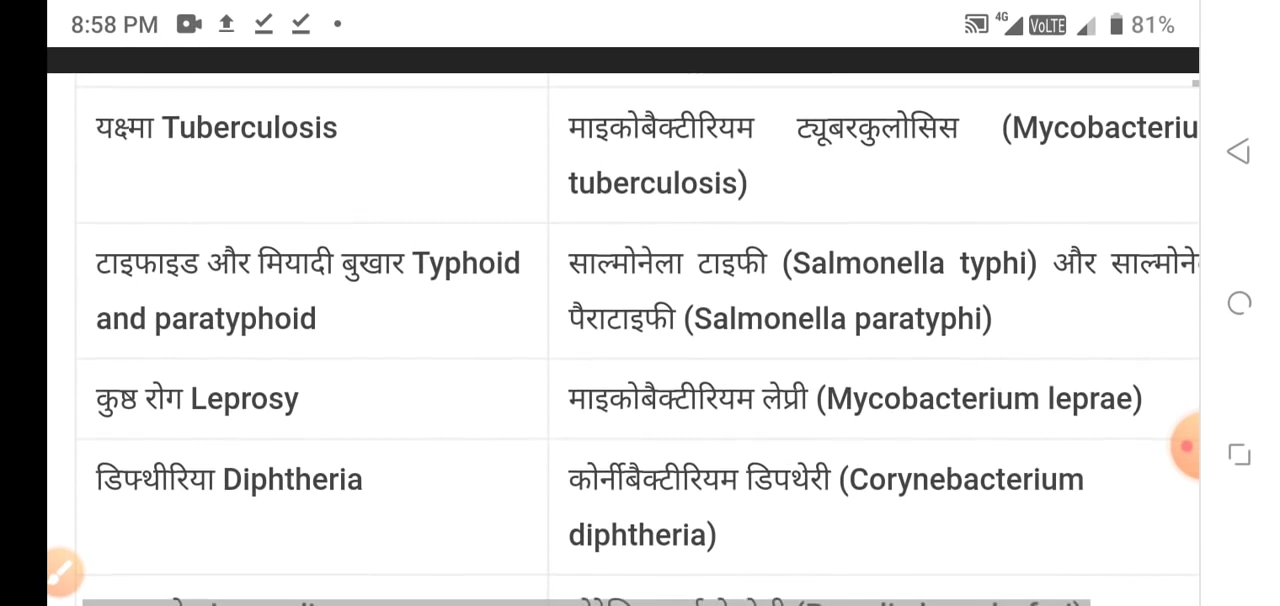 8:58 PM
4G VoLTE 81%
यक्ष्मा Tuberculosis
माइकोबैक्टीरियम ट्यूबरकुलोसिस (Mycobacteriu
tuberculosis)
टाइफाइड और मियादी बुखार Typhoid
and paratyphoid
साल्मोनेला टाइफी (Salmonella typhi) और साल्मोने
पैराटाइफी (Salmonella paratyphi)
कुष्ठ रोग Leprosy
माइकोबैक्टीरियम लेप्री (Mycobacterium leprae)
डिफ्थीरिया Diphtheria
कोर्नीबैक्टीरियम डिपथेरी (Corynebacterium
diphtheria)